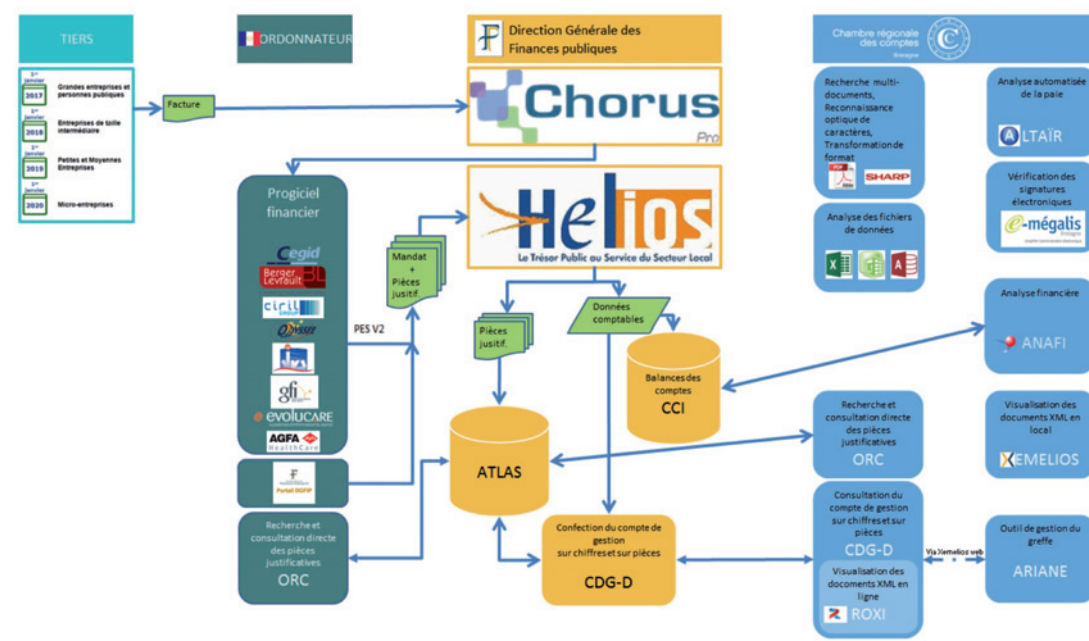 TIERS
1er
janvier
2017
Grandes entreprises et
personnes publiques
1er
janvier
2018
Entreprises de taille
intermédiaire
1er
janvier
2019
Petites et Moyennes
Entreprises
1er
janvier
2020
Micro-entreprises
Facture
ORDONNATEUR
Progiciel
financier
Cegid
Berger
Levrault
BL
ciril
GROUP
Odyssee
gfi
evolucare
AGFA
HealthCare
Portail DGFIP
Recherche et
consultation directe
des pièces
justificatives
ORC
PES V2
Mandat
+
Pièces
jusitif.
Direction Générale des
Finances publiques
Chorus
Pro
Helios
Le Trésor Public au Service du Secteur Local
Pièces
jusitif.
Données
comptables
Balances des
comptes
CCI
ATLAS
Confection du compte de
gestion
sur chiffres et sur pièces
CDG-D
Chambre régionale
des comptes
Bretagne
Recherche multi-
documents,
Reconnaissance
optique de
caractères,
Transformation de
format
PDF
SHARP
Analyse des fichiers
de données
Analyse automatisée
de la paie
ALTAÏR
Vérification des
signatures
électroniques
e-mégalis
Bretagne
Analyse financière
ANAFI
Recherche et
consultation directe
des pièces
justificatives
ORC
Visualisation des
documents XML en
local
XEMELIOS
Consultation du
compte de gestion
sur chiffres et sur
pièces
CDG-D
Visualisation des
documents XML en
ligne
ROXI
Via Xemelios web
Outil de gestion du
greffe
ARIANE